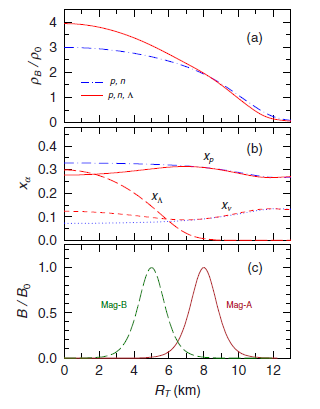 4
3
2
1
0
ρB / ρ0
(a)
p, n
p, n, Λ
0.4
0.3
0.2
0.1
0.0
xα
(b)
xp
xΛ
xν
1.0
0.5
0.0
B / B0
(c)
Mag-B
Mag-A
0 2 4 6 8 10 12
RT (km)